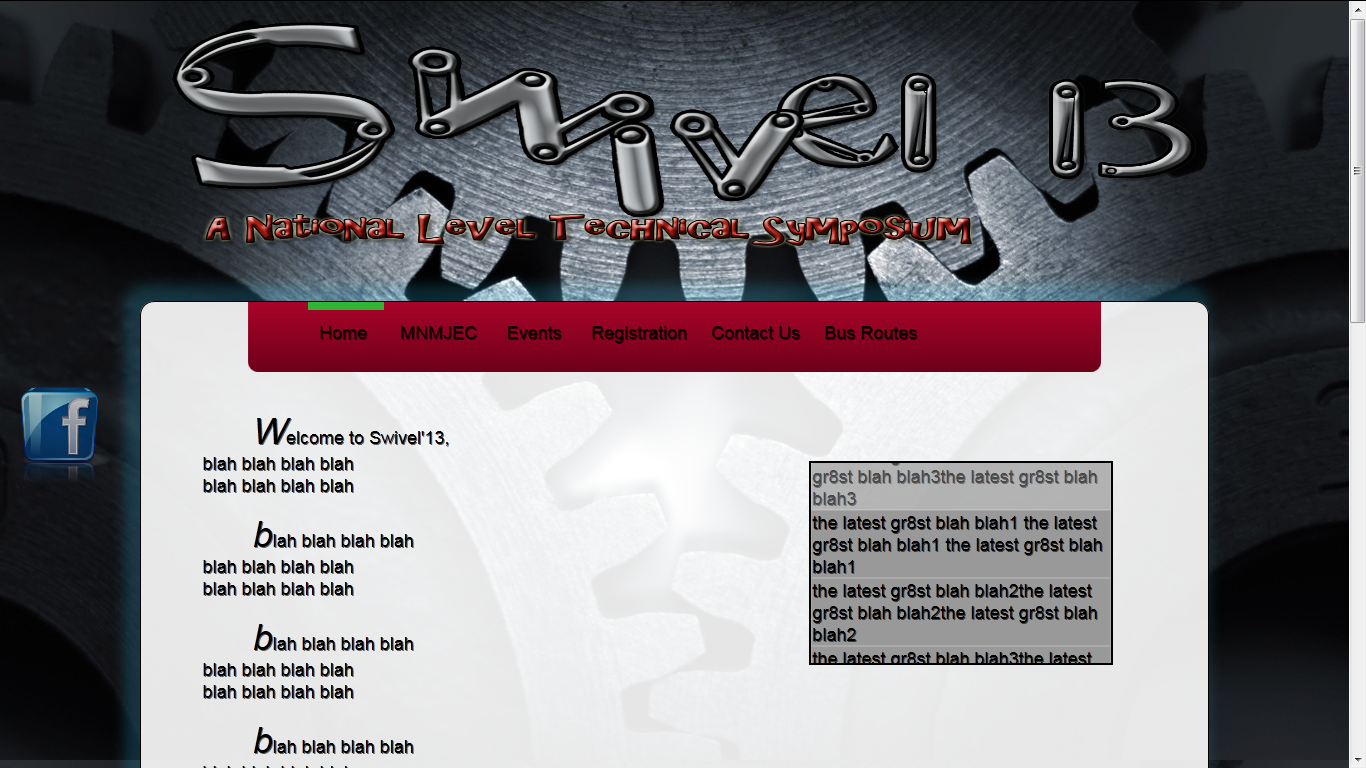 Swivel 13
A National Level Technical Symposium
Home MNMJEC Events Registration Contact Us Bus Routes
f
Welcome to Swivel'13,
blah blah blah blah
blah blah blah blah
blah blah blah blah
blah blah blah blah
blah blah blah blah
blah blah blah blah
blah blah blah blah
blah blah blah blah
blah blah blah blah
gr8st blah blah3the latest gr8st blah
blah3
the latest gr8st blah blah1 the latest
gr8st blah blah1 the latest gr8st blah
blah1
the latest gr8st blah blah2the latest
gr8st blah blah2the latest gr8st blah
blah2
the latest gr8st blah blah3the latest